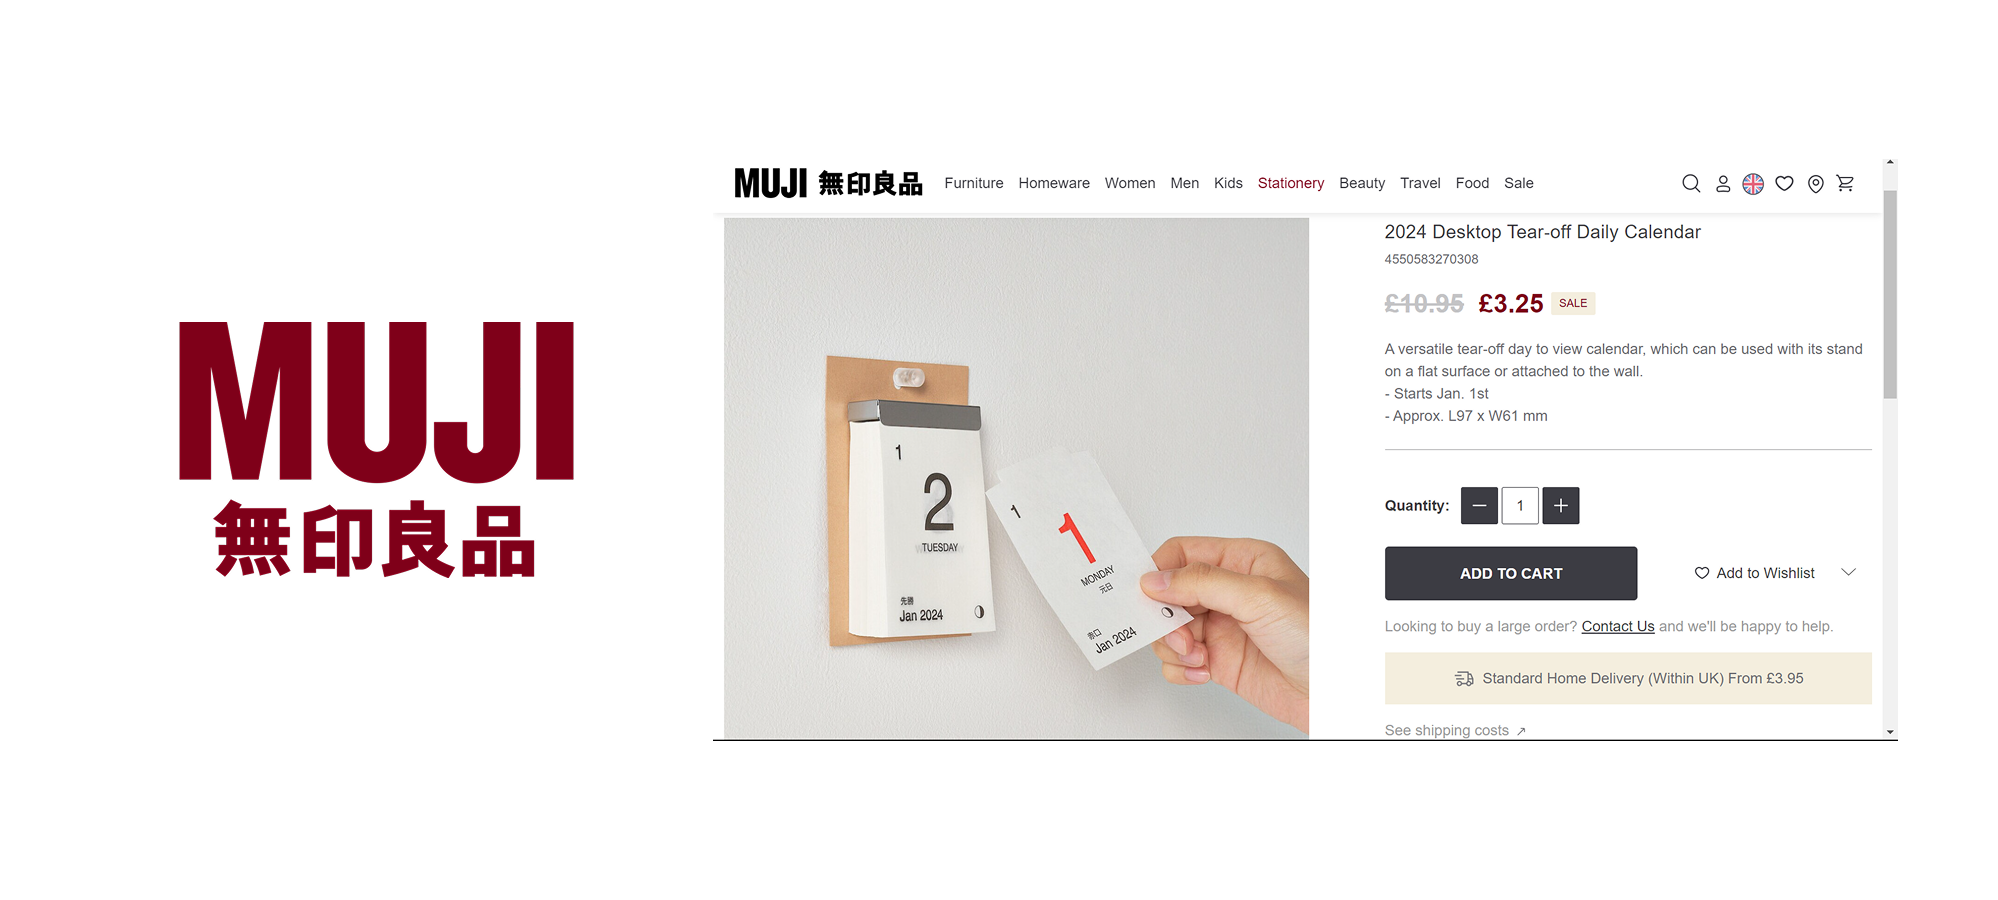 MUJI
無印良品
MUJI 無印良品 Furniture Homeware Women Men Kids Stationery Beauty Travel Food Sale
2024 Desktop Tear-off Daily Calendar
4550583270308
£10.95 £3.25 SALE
A versatile tear-off day to view calendar, which can be used with its stand
on a flat surface or attached to the wall.
- Starts Jan. 1st
- Approx. L97 x W61 mm
Quantity: 1
ADD TO CART Add to Wishlist
Looking to buy a large order? Contact Us and we'll be happy to help.
Standard Home Delivery (Within UK) From £3.95
See shipping costs
1
2
TUESDAY
先勝
Jan 2024
1
1
MONDAY
元日
赤口
Jan 2024